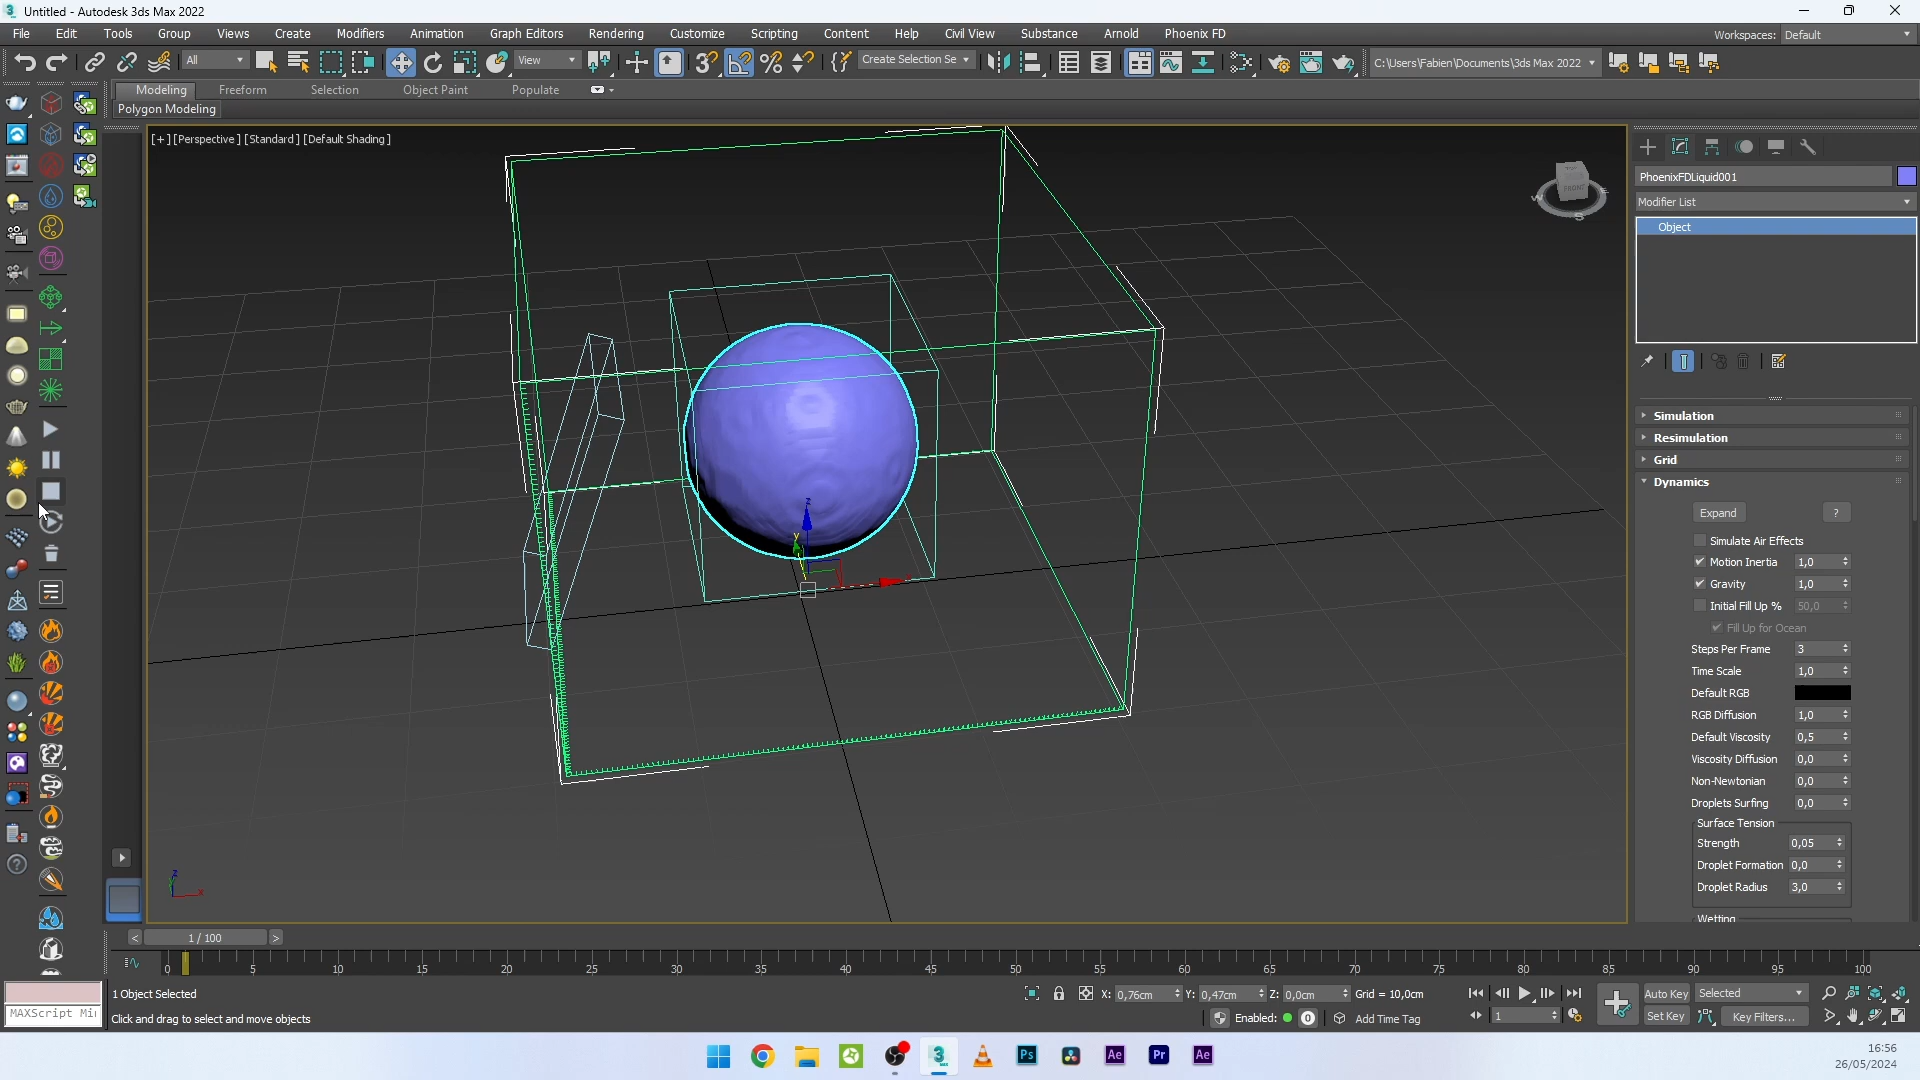 Untitled - Autodesk 3ds Max 2022
File Edit Tools Group Views Create Modifiers Animation Graph Editors Rendering Customize Scripting Content Help Civil View Substance Arnold Phoenix FD Workspaces: Default
All View Create Selection Se C:\Users\Fabien\Documents\3ds Max 2022
Modeling Freeform Selection Object Paint Populate
Polygon Modeling
[+] [Perspective] [Standard] [Default Shading]
FRONT
W
S
PhoenixFDLiquid001
Modifier List
Object
Simulation
Resimulation
Grid
Dynamics
Expand ?
Simulate Air Effects
Motion Inertia 1,0
Gravity 1,0
Initial Fill Up % 50,0
Fill Up for Ocean
Steps Per Frame 3
Time Scale 1,0
Default RGB
RGB Diffusion 1,0
Default Viscosity 0,5
Viscosity Diffusion 0,0
Non-Newtonian 0,0
Droplets Surfing 0,0
Surface Tension
Strength 0,05
Droplet Formation 0,0
Droplet Radius 3,0
Wetting
z
y
z
x
< 1 / 100 >
0 5 10 15 20 25 30 35 40 45 50 55 60 65 70 75 80 85 90 95 100
1 Object Selected X: 0,76cm Y: 0,47cm Z: 0,0cm Grid = 10,0cm Auto Key Selected
MAXScript Mi Click and drag to select and move objects Enabled: 0 Add Time Tag 1 Set Key Key Filters...
3 Ps Ae Pr Ae
16:56
26/05/2024